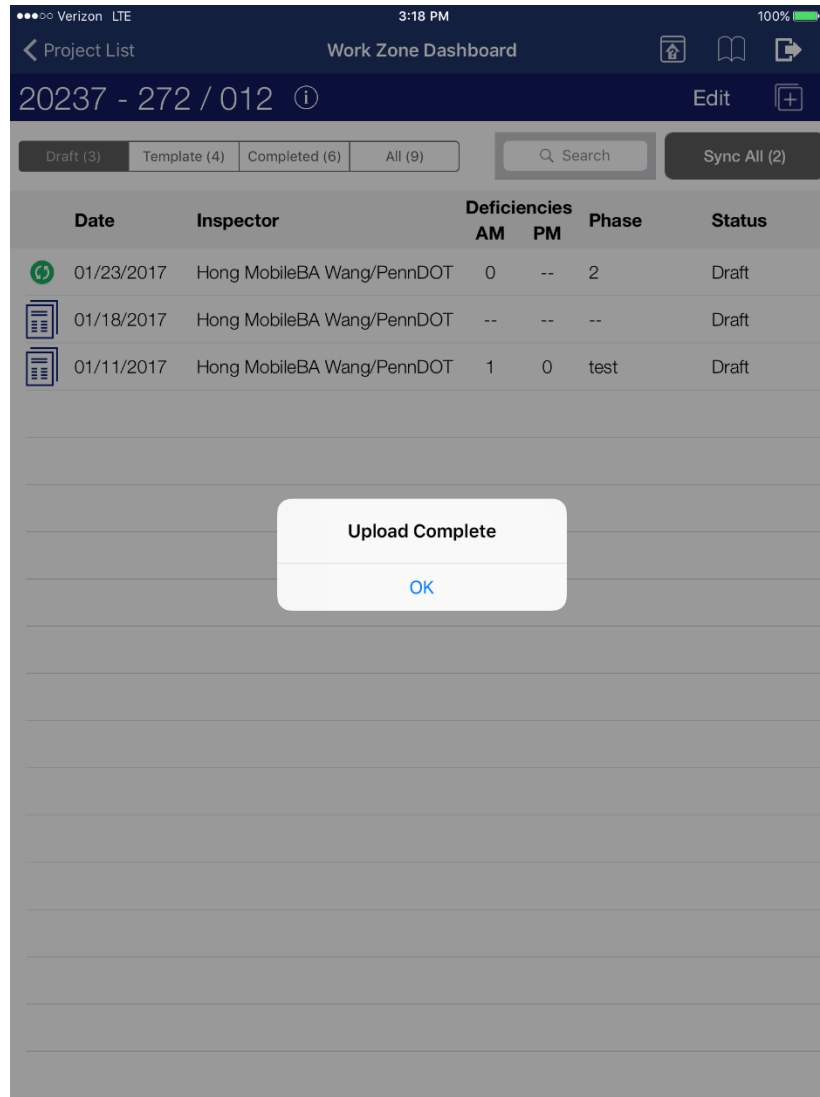 Verizon LTE 3:18 PM 100%
Project List Work Zone Dashboard
20237 - 272 / 012 Edit
Draft (3) Template (4) Completed (6) All (9) Search Sync All (2)
Date Inspector Deficiencies AM PM Phase Status
01/23/2017 Hong MobileBA Wang/PennDOT 0 -- 2 Draft
01/18/2017 Hong MobileBA Wang/PennDOT -- -- -- Draft
01/11/2017 Hong MobileBA Wang/PennDOT 1 0 test Draft
Upload Complete
OK